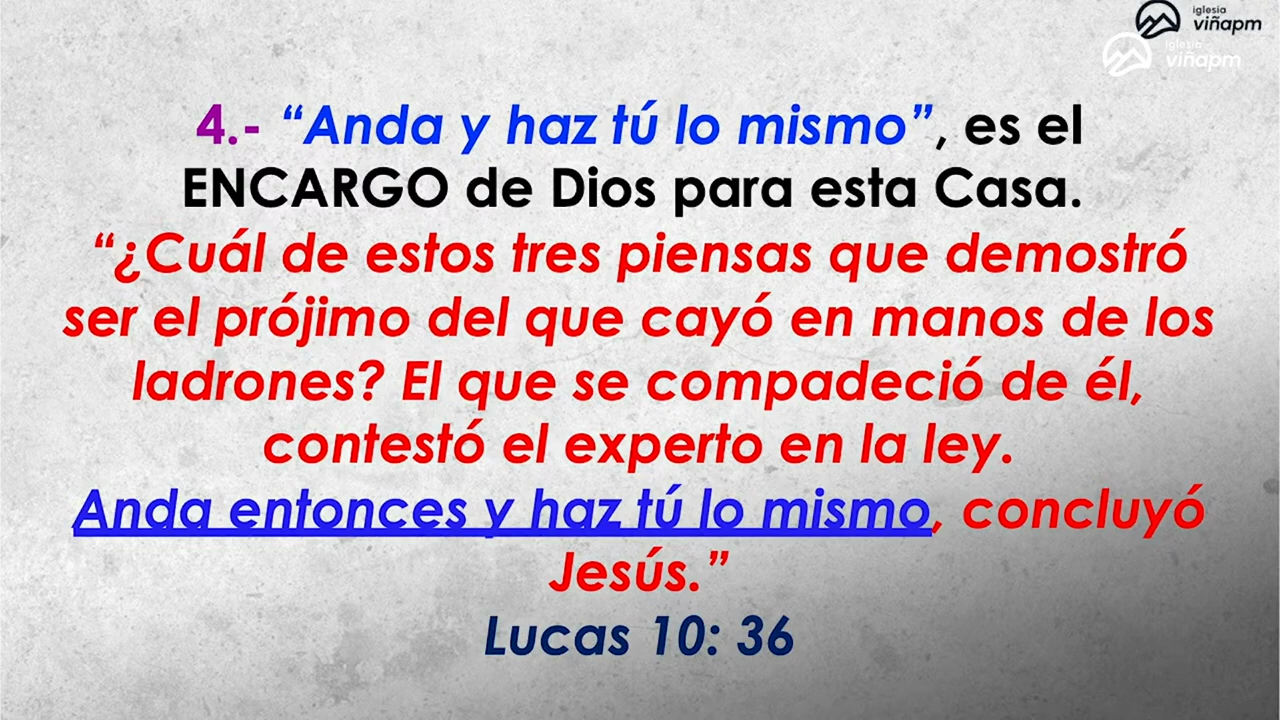 iglesia
viñapm
iglesia
viñapm
4.- “Anda y haz tú lo mismo”, es el
ENCARGO de Dios para esta Casa.
“¿Cuál de estos tres piensas que demostró
ser el prójimo del que cayó en manos de los
ladrones? El que se compadeció de él,
contestó el experto en la ley.
Anda entonces y haz tú lo mismo, concluyó
Jesús.”
Lucas 10: 36